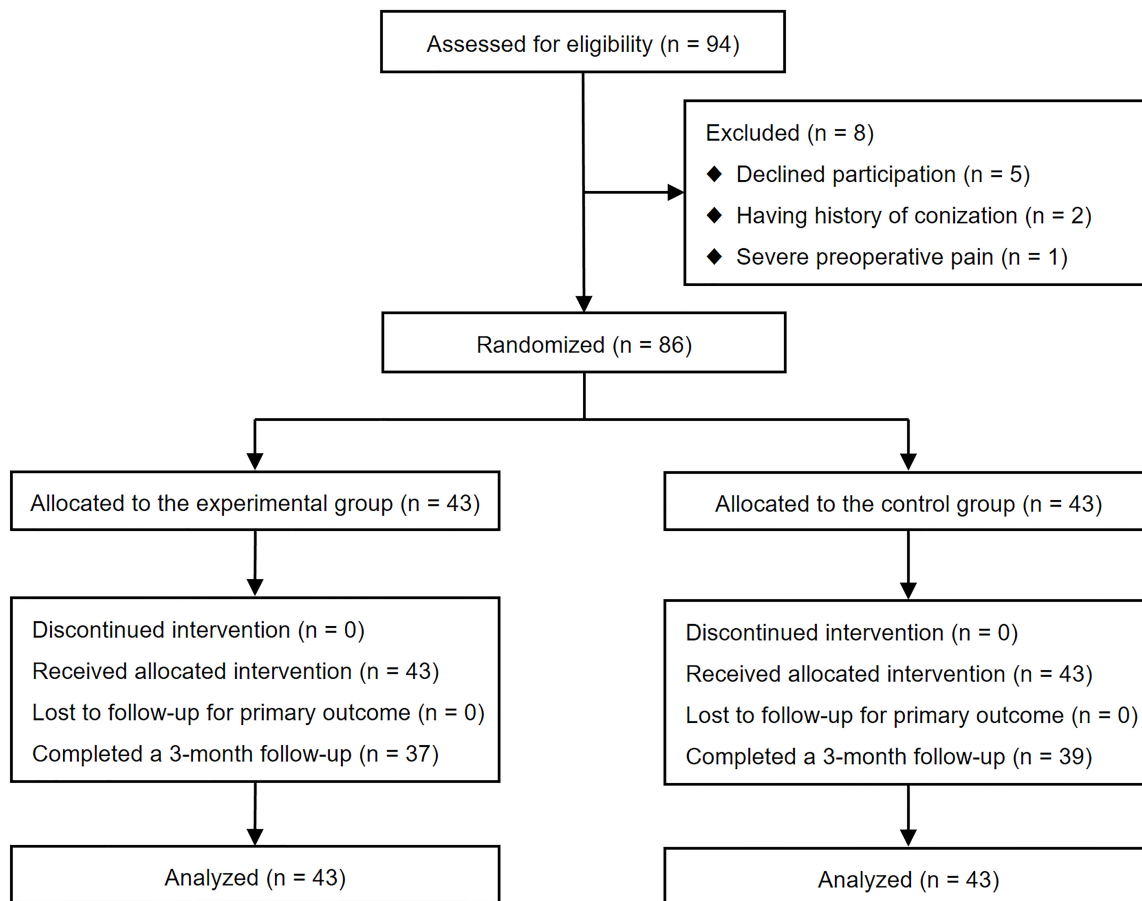 Assessed for eligibility (n = 94)
Excluded (n = 8)
◆ Declined participation (n = 5)
◆ Having history of conization (n = 2)
◆ Severe preoperative pain (n = 1)
Randomized (n = 86)
Allocated to the experimental group (n = 43)
Allocated to the control group (n = 43)
Discontinued intervention (n = 0)
Received allocated intervention (n = 43)
Lost to follow-up for primary outcome (n = 0)
Completed a 3-month follow-up (n = 37)
Discontinued intervention (n = 0)
Received allocated intervention (n = 43)
Lost to follow-up for primary outcome (n = 0)
Completed a 3-month follow-up (n = 39)
Analyzed (n = 43)
Analyzed (n = 43)